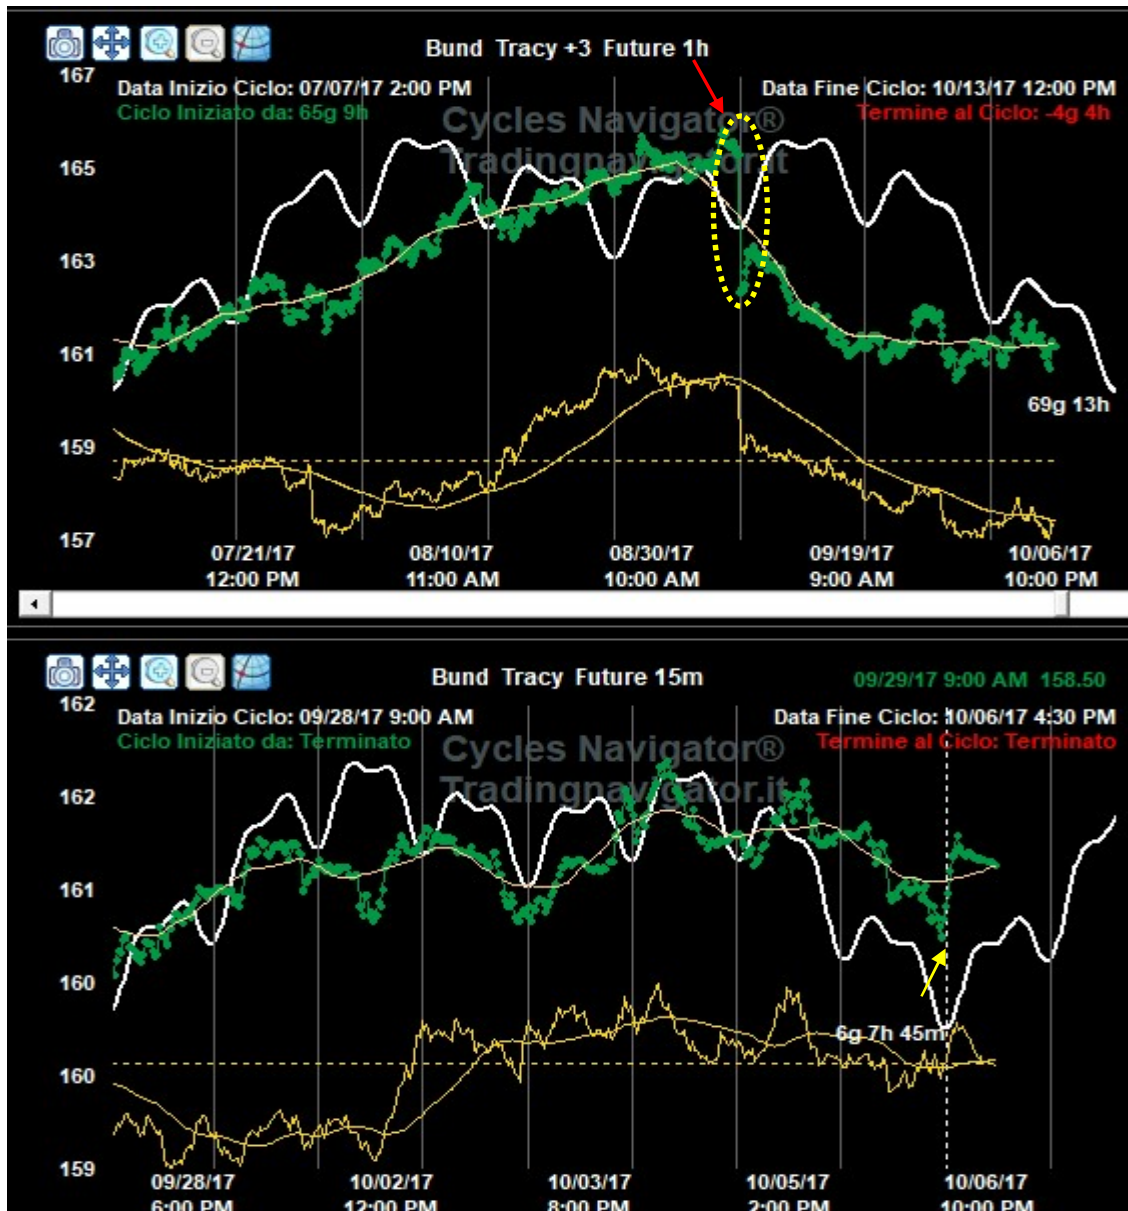 Bund Tracy +3 Future 1h
167
Data Inizio Ciclo: 07/07/17 2:00 PM
Data Fine Ciclo: 10/13/17 12:00 PM
Ciclo Iniziato da: 65g 9h
Termine al Ciclo: -4g 4h
Cycles Navigator®
Tradingnavigator.it
165
163
161
69g 13h
159
157
07/21/17 08/10/17 08/30/17 09/19/17 10/06/17
12:00 PM 11:00 AM 10:00 AM 9:00 AM 10:00 PM
Bund Tracy Future 15m
09/29/17 9:00 AM 158.50
162
Data Inizio Ciclo: 09/28/17 9:00 AM
Data Fine Ciclo: 10/06/17 4:30 PM
Ciclo Iniziato da: Terminato
Termine al Ciclo: Terminato
Cycles Navigator®
Tradingnavigator.it
162
161
160
6g 7h 45m
160
159
09/28/17 10/02/17 10/03/17 10/05/17 10/06/17
6:00 PM 12:00 PM 8:00 PM 2:00 PM 10:00 PM